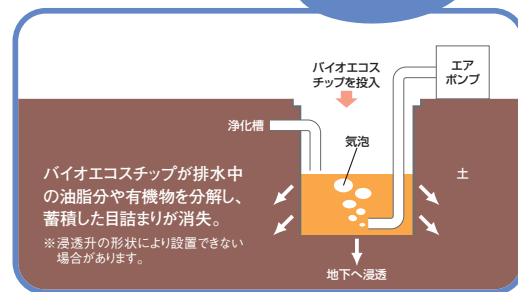 バイオエコス
チップを投入
エア
ポンプ
浄化槽
気泡
土
バイオエコスチップが排水中
の油脂分や有機物を分解し、
蓄積した目詰まりが消失。
※浸透升の形状により設置できない
場合があります。
地下へ浸透